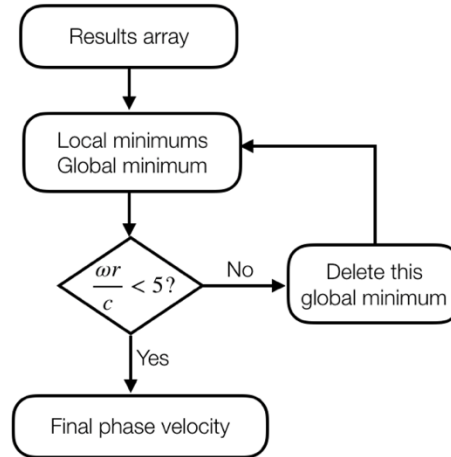 Results array
Local minimums
Global minimum
ωr
c
< 5?
No
Delete this
global minimum
Yes
Final phase velocity